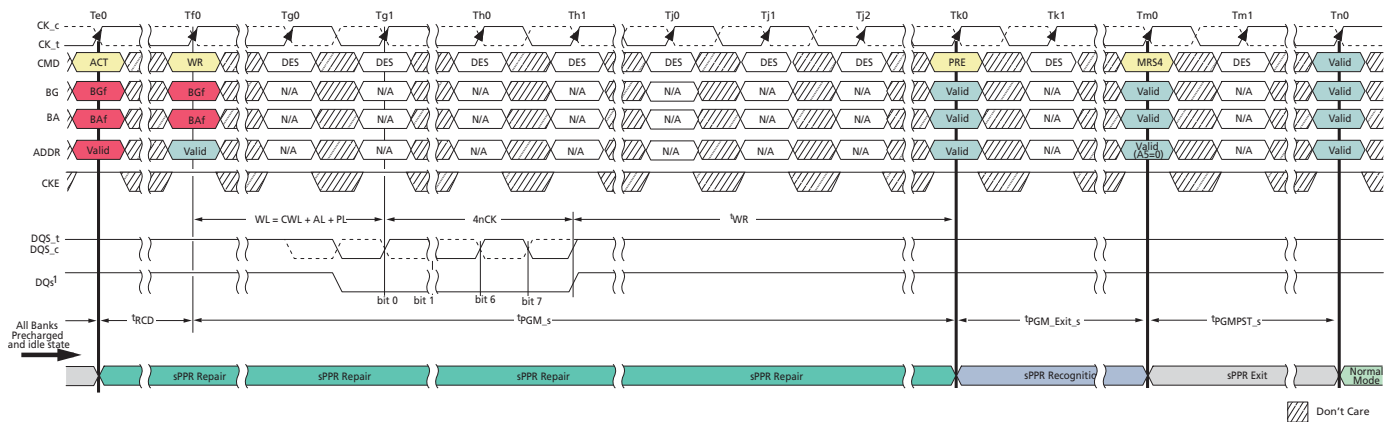 Te0 Tf0 Tg0 Tg1 Th0 Th1 Tj0 Tj1 Tj2 Tk0 Tk1 Tm0 Tm1 Tn0
CK_c
CK_t
CMD ACT WR DES DES DES DES DES DES DES PRE DES MRS4 DES Valid
BG BGf BGf N/A N/A N/A N/A N/A N/A N/A Valid N/A Valid N/A Valid
BA BAf BAf N/A N/A N/A N/A N/A N/A N/A Valid N/A Valid N/A Valid
ADDR Valid Valid N/A N/A N/A N/A N/A N/A N/A Valid N/A Valid (A5=0) N/A Valid
CKE
WL = CWL + AL + PL 4nCK tWR
DQS_t
DQS_c
DQs1
bit 0 bit 1 bit 6 bit 7
All Banks
Precharged
and idle state
tRCD tPGM_s tPGM_Exit_s tPGMPST_s
sPPR Repair sPPR Repair sPPR Repair sPPR Repair sPPR Recognitio sPPR Exit Normal
Mode
Don't Care